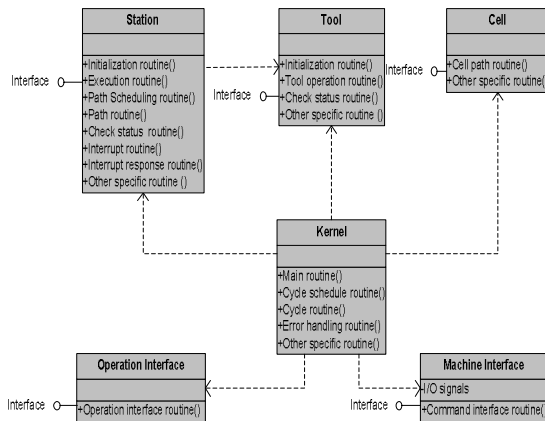 Station
+Initialization routine()
+Execution routine()
+Path Scheduling routine()
+Path routine()
+Check status routine()
+Interrupt routine()
+Interrupt response routine()
+Other specific routine ()
Interface
Tool
+Initialization routine()
+Tool operation routine()
+Check status routine()
+Other specific routine ()
Interface
Cell
+Cell path routine()
+Other specific routine()
Interface
Kernel
+Main routine()
+Cycle schedule routine()
+Cycle routine()
+Error handling routine()
+Other specific routine()
Operation Interface
+Operation interface routine()
Interface
Machine Interface
-I/O signals
+Command interface routine()
Interface